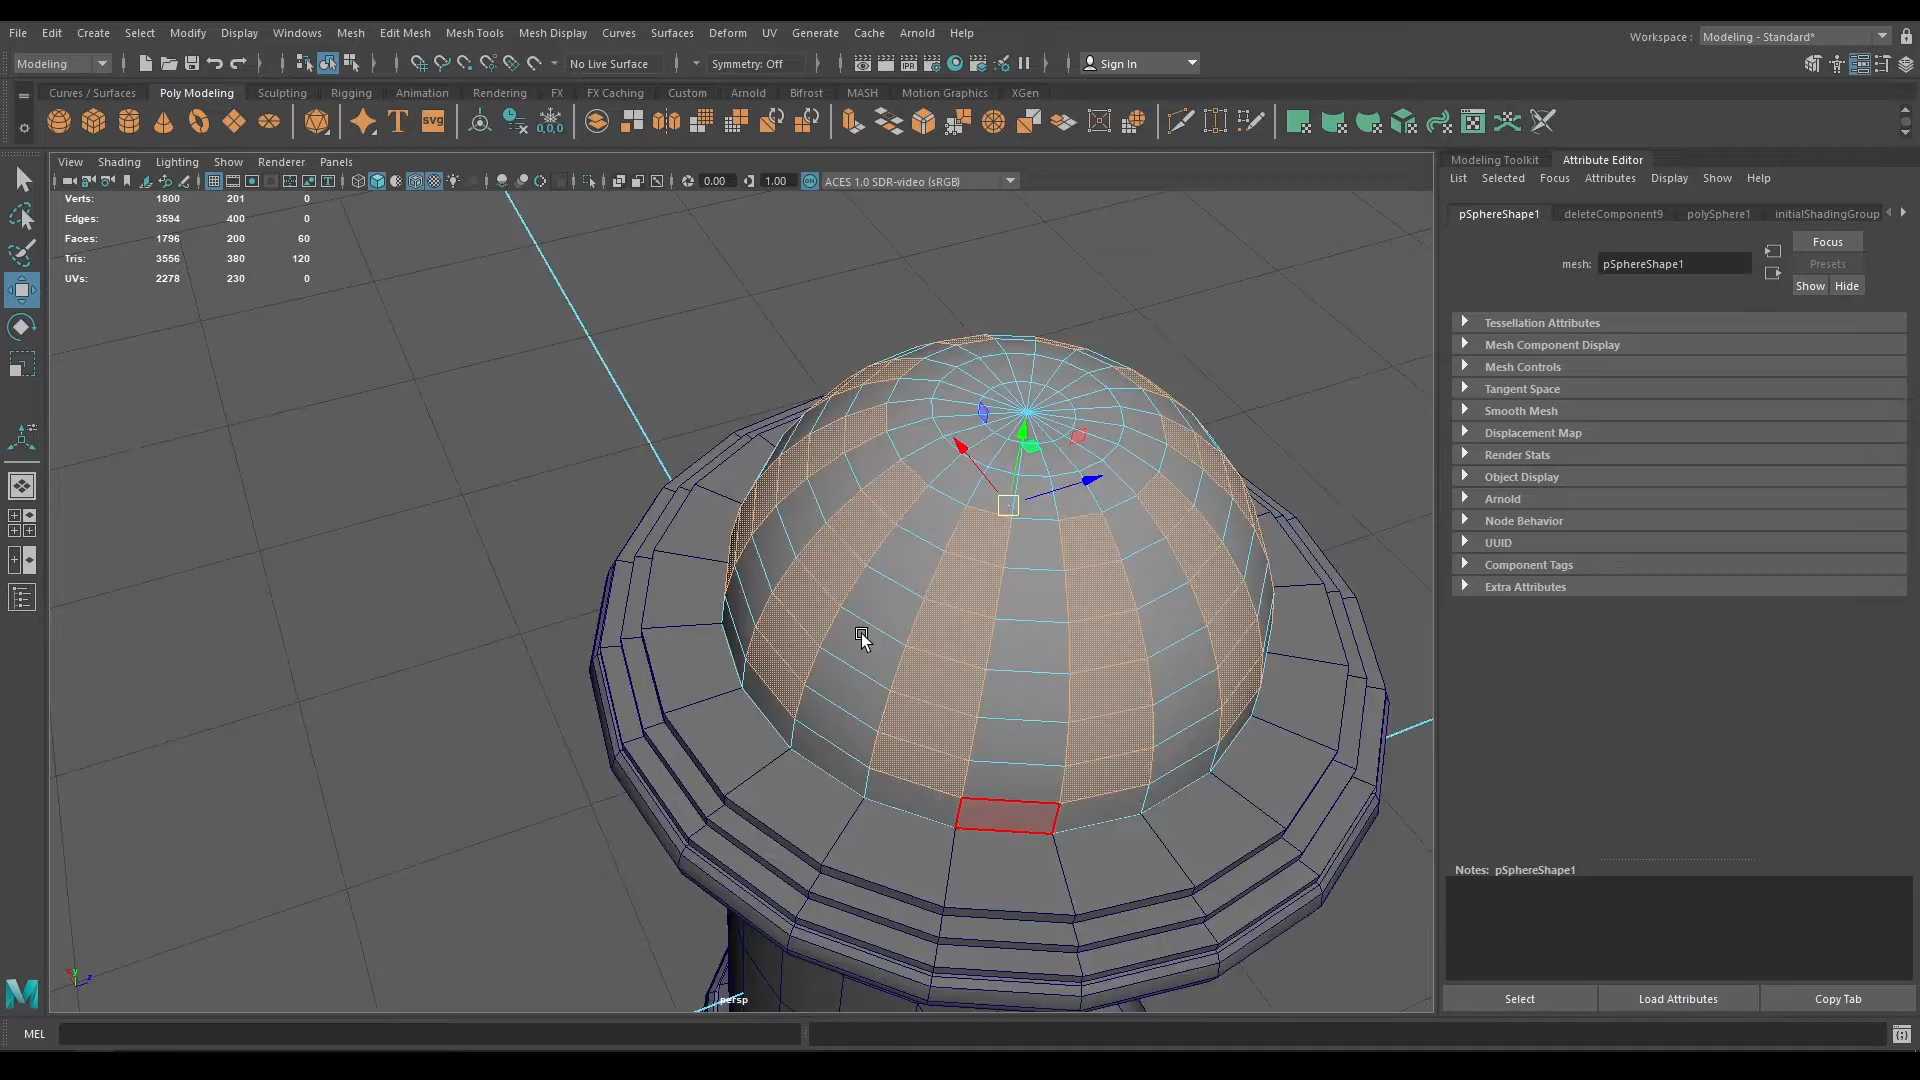 File Edit Create Select Modify Display Windows Mesh Edit Mesh Mesh Tools Mesh Display Curves Surfaces Deform UV Generate Cache Arnold Help
Workspace : Modeling - Standard*
Modeling No Live Surface Symmetry: Off Sign In
Curves / Surfaces Poly Modeling Sculpting Rigging Animation Rendering FX FX Caching Custom Arnold Bifrost MASH Motion Graphics XGen
T SVG 0,0,0
View Shading Lighting Show Renderer Panels
0.00 1.00 ACES 1.0 SDR-video (sRGB)
Verts: 1800 201 0
Edges: 3594 400 0
Faces: 1796 200 60
Tris: 3556 380 120
UVs: 2278 230 0
persp
Modeling Toolkit Attribute Editor
List Selected Focus Attributes Display Show Help
pSphereShape1 deleteComponent9 polySphere1 initialShadingGroup
Focus
mesh: pSphereShape1
Presets
Show Hide
Tessellation Attributes
Mesh Component Display
Mesh Controls
Tangent Space
Smooth Mesh
Displacement Map
Render Stats
Object Display
Arnold
Node Behavior
UUID
Component Tags
Extra Attributes
Notes: pSphereShape1
Select Load Attributes Copy Tab
MEL